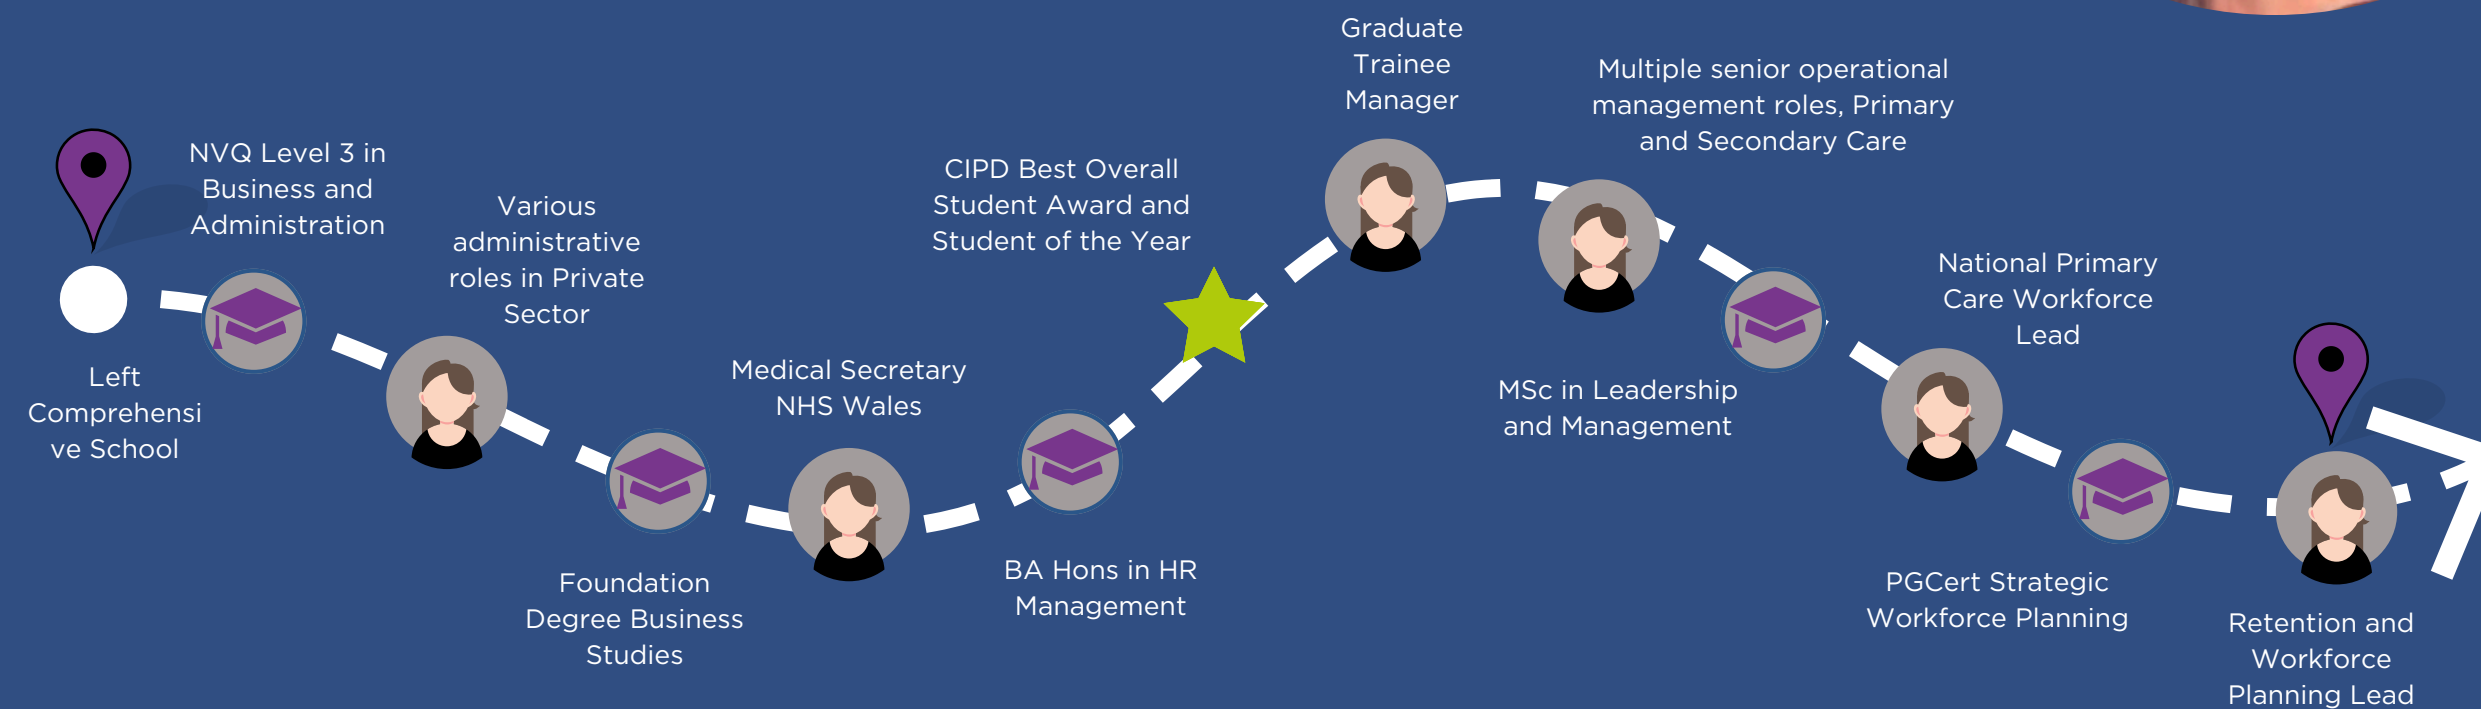 Left
Comprehensi
ve School
NVQ Level 3 in
Business and
Administration
Various
administrative
roles in Private
Sector
Foundation
Degree Business
Studies
Medical Secretary
NHS Wales
BA Hons in HR
Management
CIPD Best Overall
Student Award and
Student of the Year
Graduate
Trainee
Manager
Multiple senior operational
management roles, Primary
and Secondary Care
MSc in Leadership
and Management
National Primary
Care Workforce
Lead
PGCert Strategic
Workforce Planning
Retention and
Workforce
Planning Lead